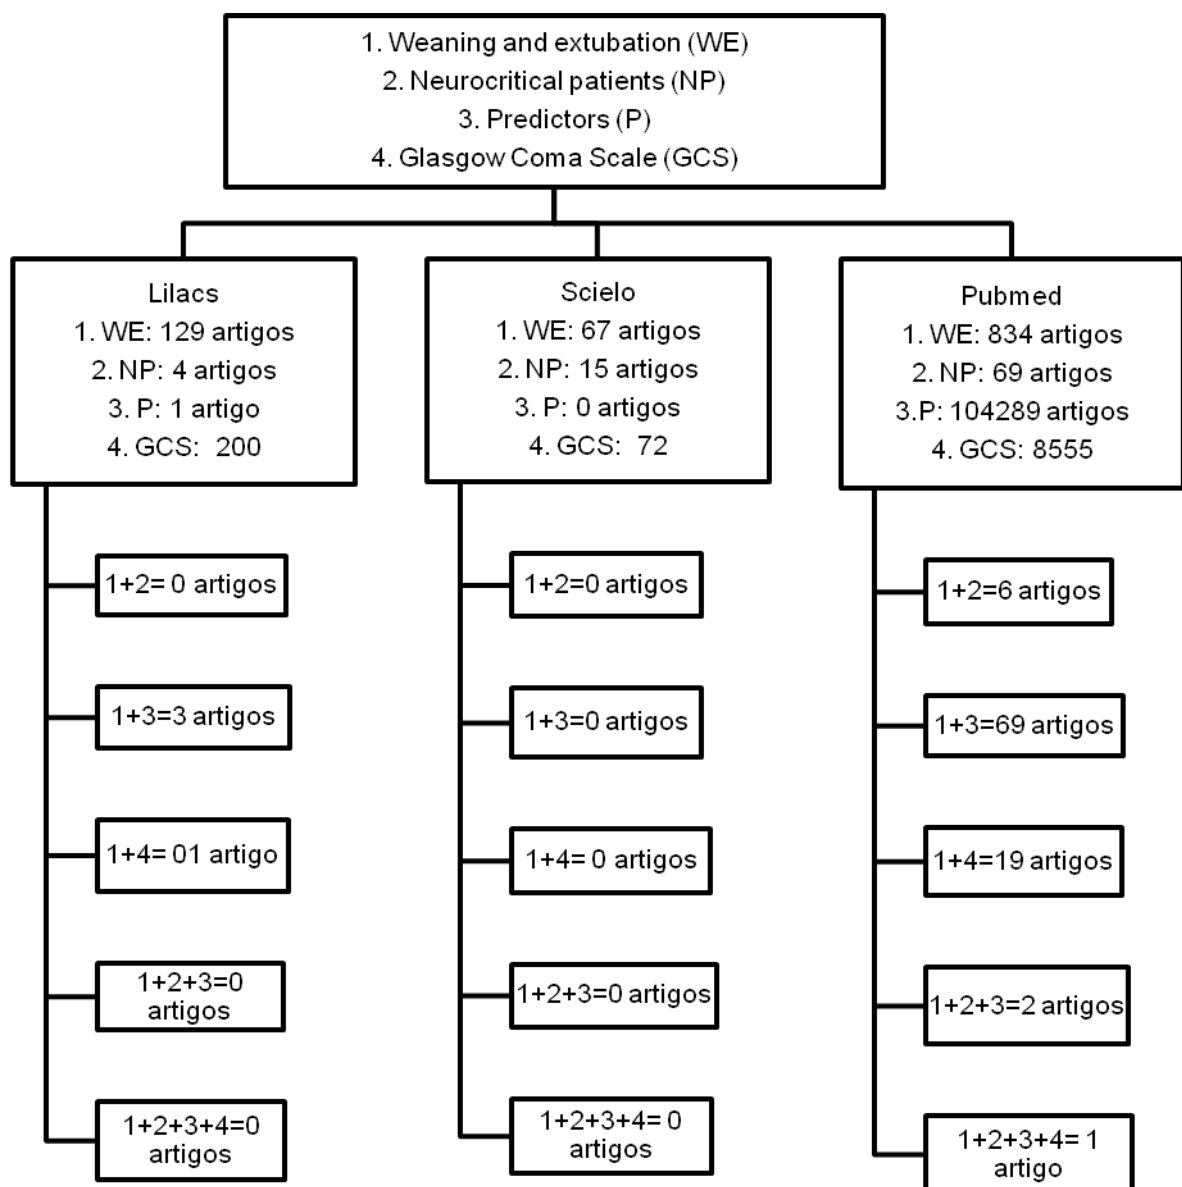 1. Weaning and extubation (WE)
2. Neurocritical patients (NP)
3. Predictors (P)
4. Glasgow Coma Scale (GCS)
Lilacs
1. WE: 129 artigos
2. NP: 4 artigos
3. P: 1 artigo
4. GCS: 200
Scielo
1. WE: 67 artigos
2. NP: 15 artigos
3. P: 0 artigos
4. GCS: 72
Pubmed
1. WE: 834 artigos
2. NP: 69 artigos
3.P: 104289 artigos
4. GCS: 8555
1+2= 0 artigos
1+3=3 artigos
1+4= 01 artigo
1+2+3=0
artigos
1+2+3+4=0
artigos
1+2=0 artigos
1+3=0 artigos
1+4= 0 artigos
1+2+3=0 artigos
1+2+3+4= 0
artigos
1+2=6 artigos
1+3=69 artigos
1+4=19 artigos
1+2+3=2 artigos
1+2+3+4= 1
artigo